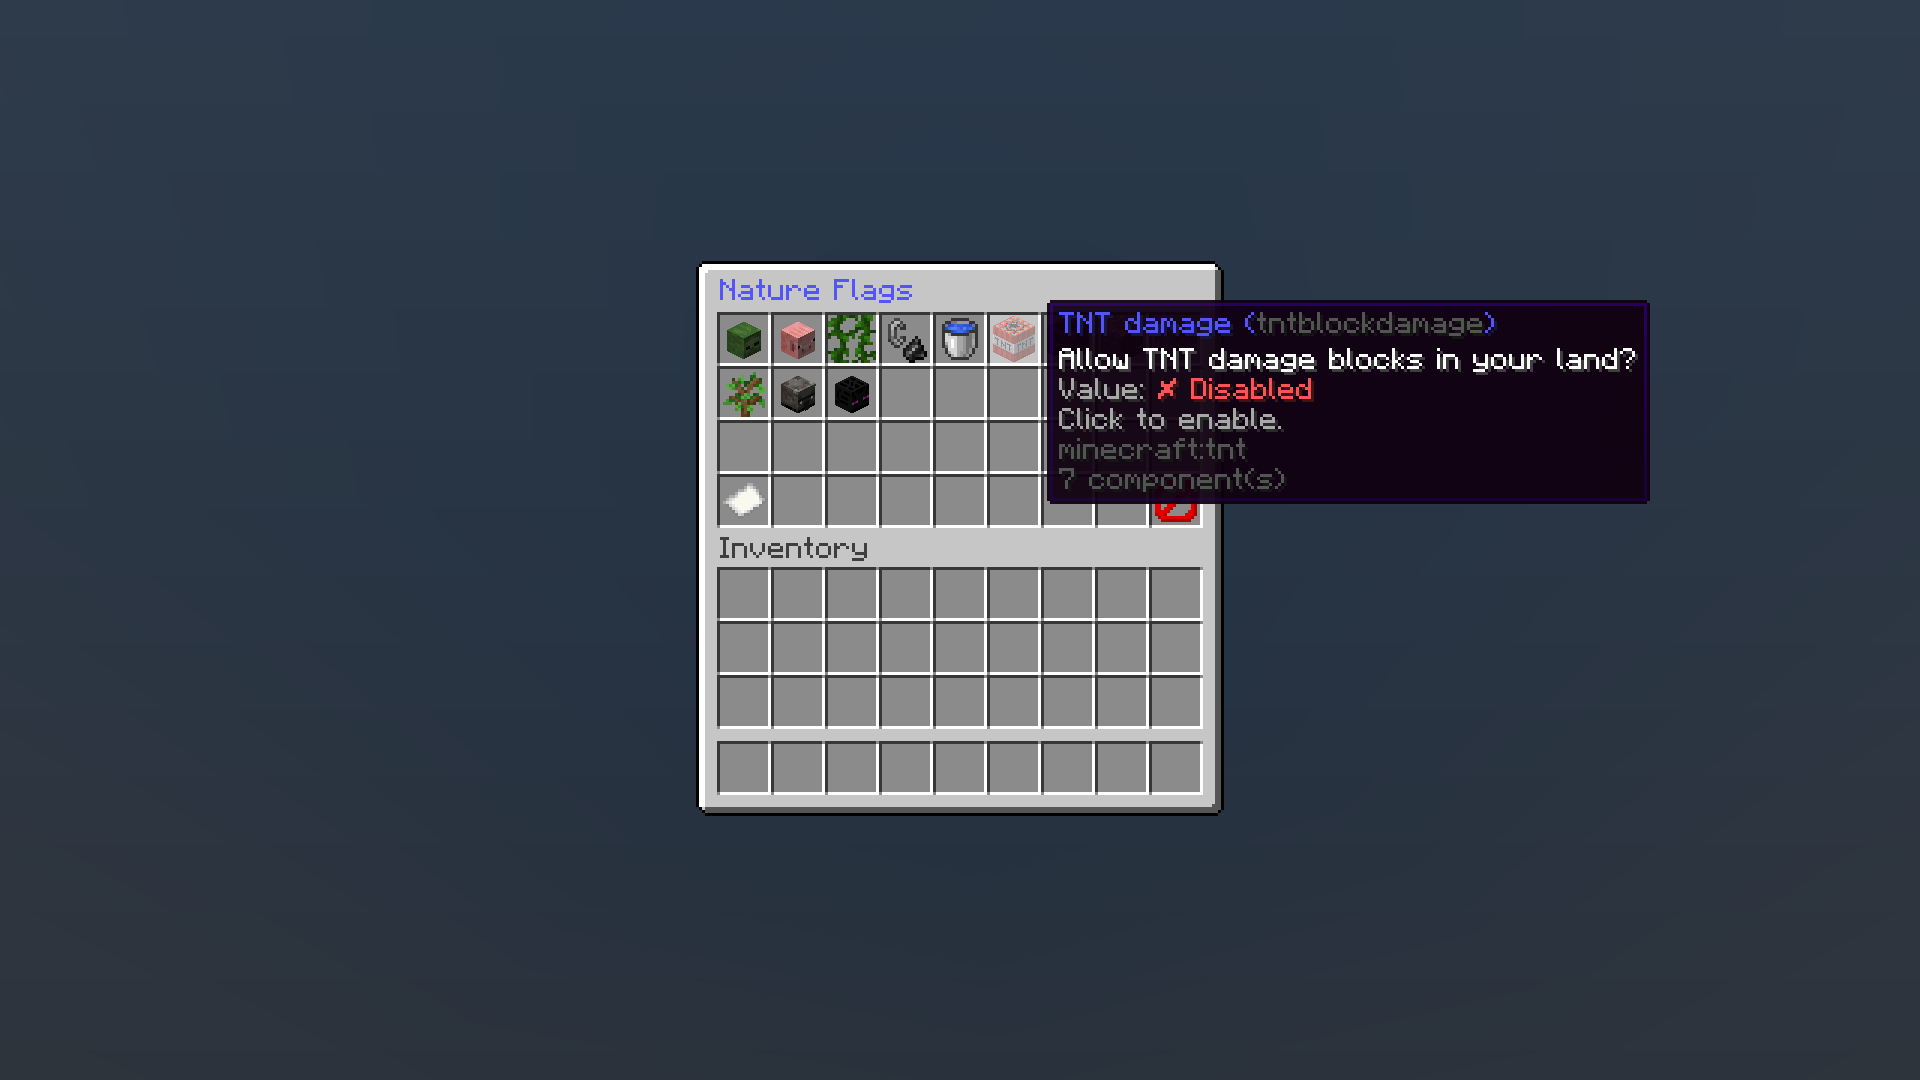 Nature Flags
TNT damage (tntblockdamage)
Allow TNT damage blocks in your land?
Value: ✘ Disabled
Click to enable.
minecraft:tnt
7 component(s)
Inventory